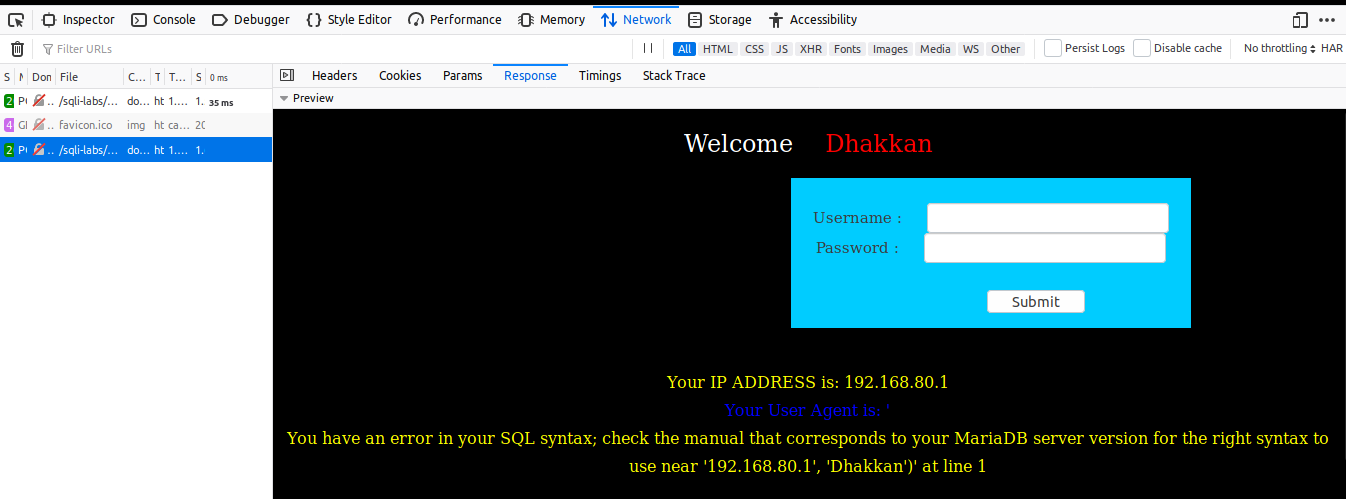 Inspector Console Debugger Style Editor Performance Memory Network Storage Accessibility
Filter URLs All HTML CSS JS XHR Fonts Images Media WS Other Persist Logs Disable cache No throttling HAR
S M Don File C... T T... S 0 ms Headers Cookies Params Response Timings Stack Trace
2 PO ... /sqli-labs/... do... ht 1.... 1. 35 ms
Preview
4 GE ... favicon.ico img ht ca... 20
2 PO ... /sqli-labs/... do... ht 1.... 1.
Welcome Dhakkan
Username :
Password :
Submit
Your IP ADDRESS is: 192.168.80.1
Your User Agent is: '
You have an error in your SQL syntax; check the manual that corresponds to your MariaDB server version for the right syntax to
use near '192.168.80.1', 'Dhakkan')' at line 1